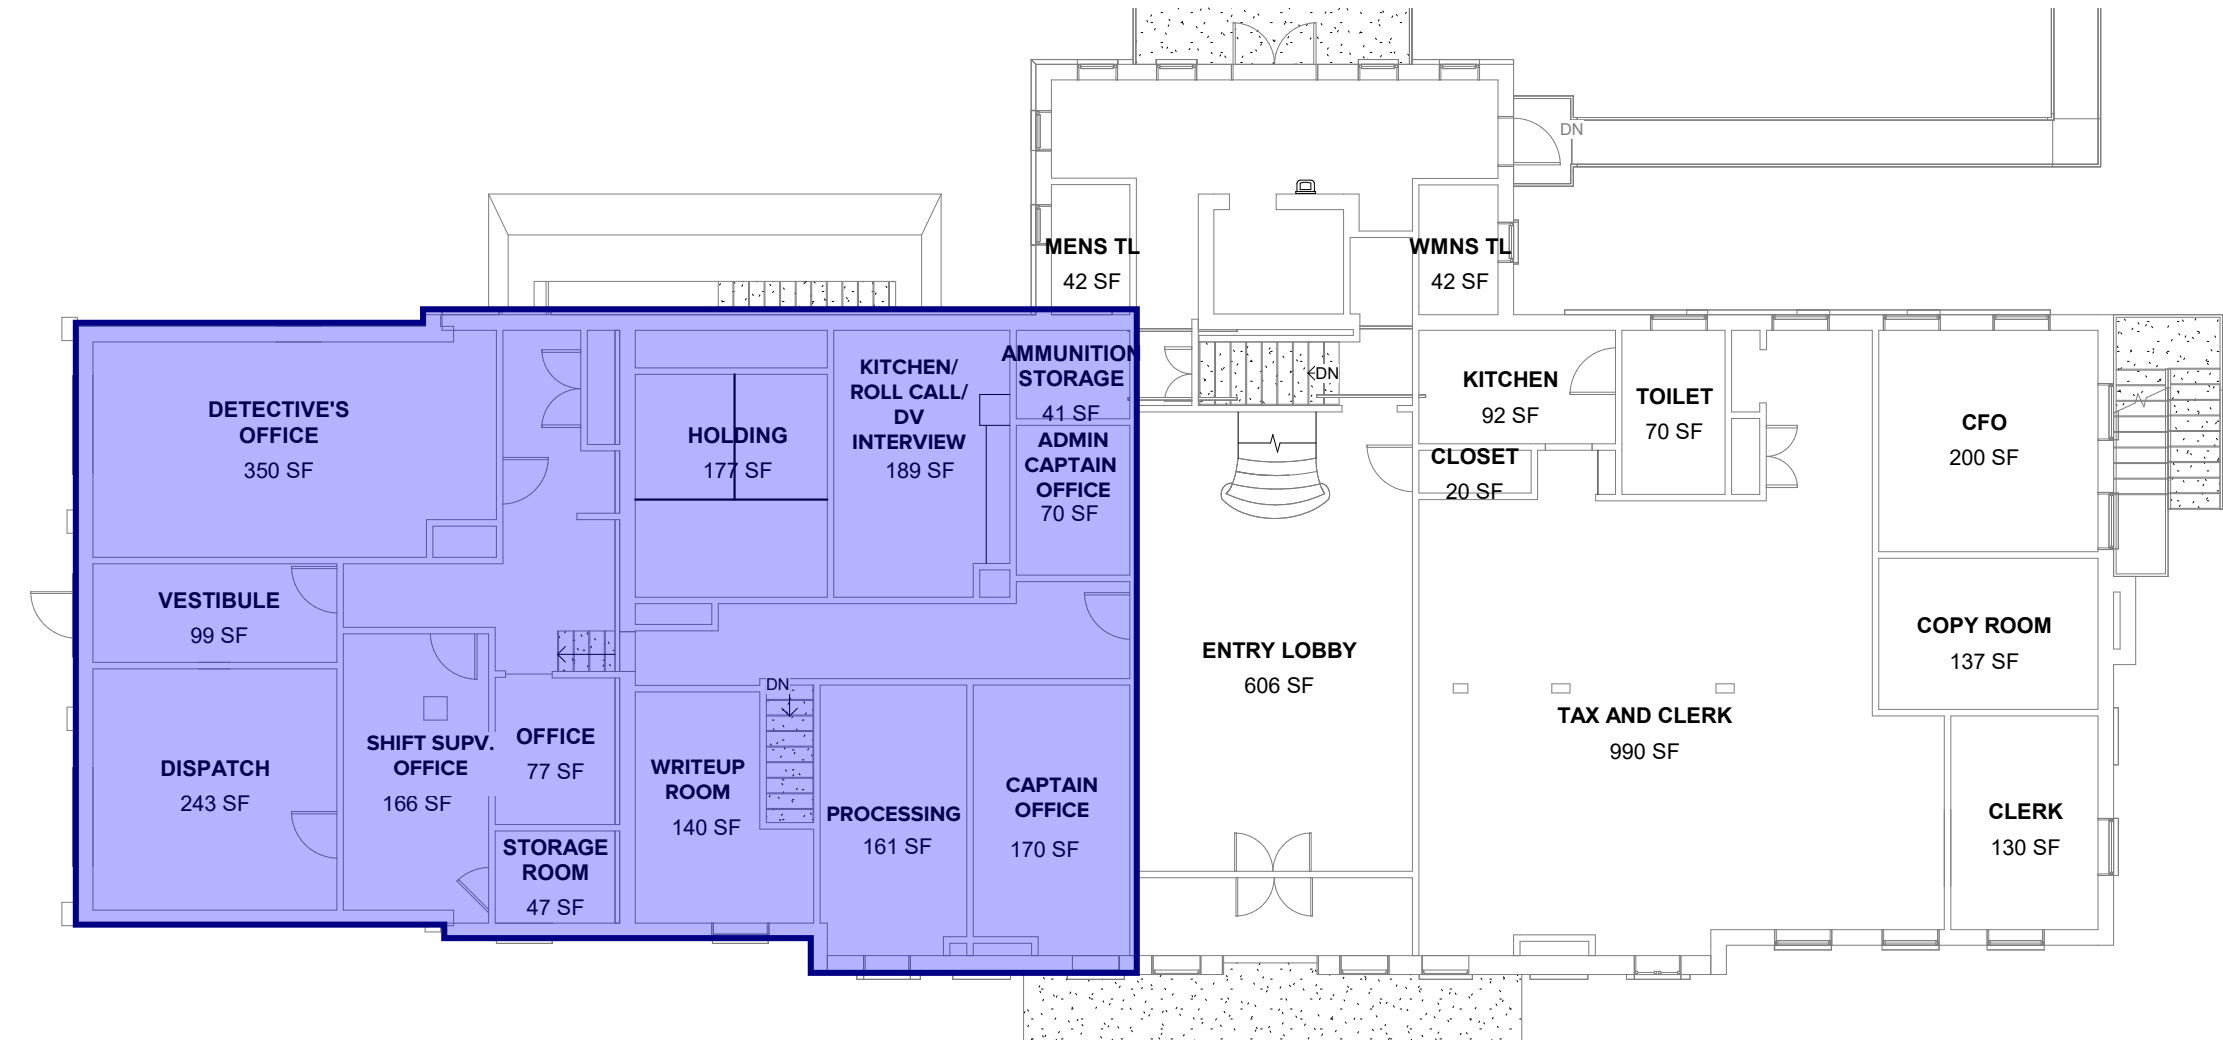 DN
MENS TL
42 SF
WMNS TL
42 SF
DETECTIVE'S
OFFICE
350 SF
HOLDING
177 SF
KITCHEN/
ROLL CALL/
DV
INTERVIEW
189 SF
AMMUNITION
STORAGE
41 SF
ADMIN
CAPTAIN
OFFICE
70 SF
DN
KITCHEN
92 SF
CLOSET
20 SF
TOILET
70 SF
CFO
200 SF
VESTIBULE
99 SF
ENTRY LOBBY
606 SF
COPY ROOM
137 SF
DISPATCH
243 SF
SHIFT SUPV.
OFFICE
166 SF
OFFICE
77 SF
STORAGE
ROOM
47 SF
WRITEUP
ROOM
140 SF
DN
PROCESSING
161 SF
CAPTAIN
OFFICE
170 SF
TAX AND CLERK
990 SF
CLERK
130 SF